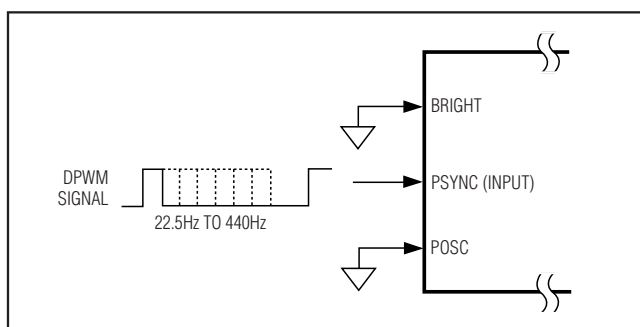 BRIGHT
DPWM
SIGNAL
PSYNC (INPUT)
22.5Hz TO 440Hz
POSC